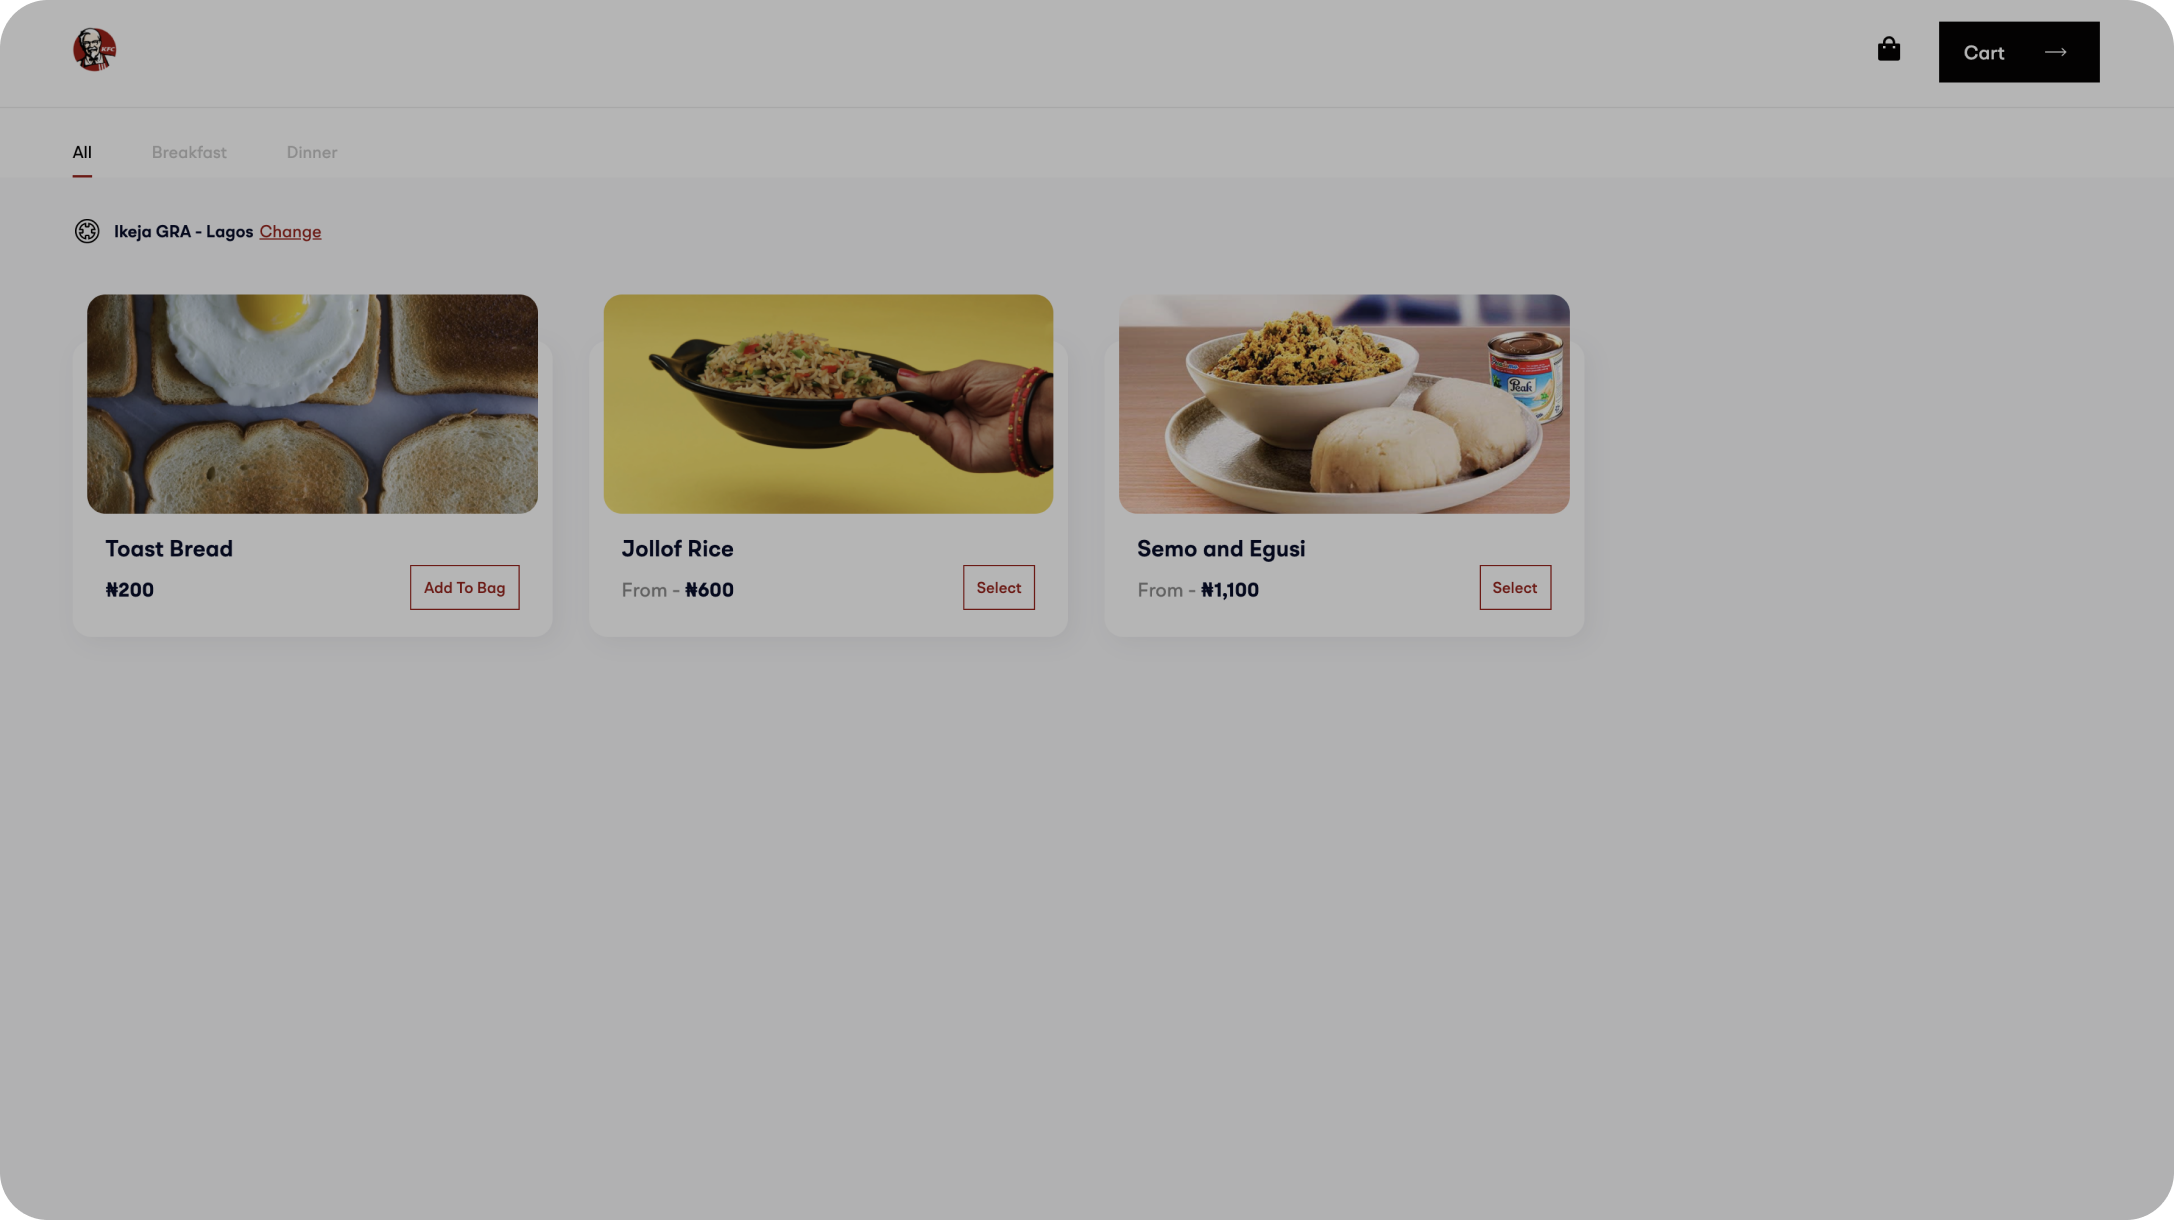 KFC
Cart
All
Breakfast
Dinner
Ikeja GRA - Lagos Change
Peak
Toast Bread
₦200
Add To Bag
Jollof Rice
From - ₦600
Select
Semo and Egusi
From - ₦1,100
Select